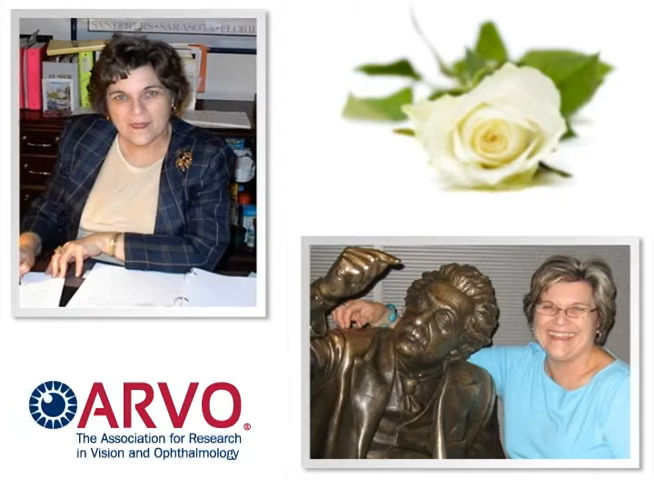 SANDPIPERS - SARASOTA - FLORIDA
ARVO®
The Association for Research
in Vision and Ophthalmology